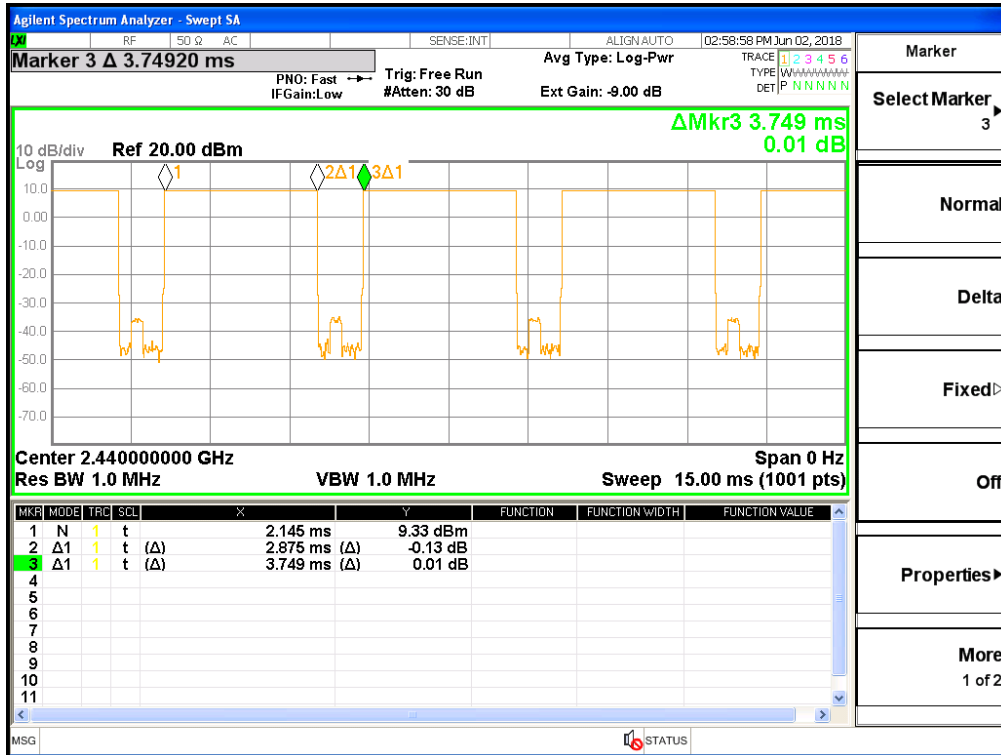 Agilent Spectrum Analyzer - Swept SA
LXI RF 50 Ω AC SENSE:INT ALIGN AUTO 02:58:58 PM Jun 02, 2018
Marker 3 Δ 3.74920 ms
PNO: Fast
IFGain:Low
Trig: Free Run
#Atten: 30 dB
Avg Type: Log-Pwr
Ext Gain: -9.00 dB
TRACE 1 2 3 4 5 6
TYPE WWWWWW
DET P N N N N N
ΔMkr3 3.749 ms
0.01 dB
10 dB/div Ref 20.00 dBm
Log
1 2Δ1 3Δ1
10.0
0.00
-10.0
-20.0
-30.0
-40.0
-50.0
-60.0
-70.0
Center 2.440000000 GHz Span 0 Hz
Res BW 1.0 MHz VBW 1.0 MHz Sweep 15.00 ms (1001 pts)
MKR MODE TRC SCL X Y FUNCTION FUNCTION WIDTH FUNCTION VALUE
1 N 1 t 2.145 ms 9.33 dBm
2 Δ1 1 t (Δ) 2.875 ms (Δ) -0.13 dB
3 Δ1 1 t (Δ) 3.749 ms (Δ) 0.01 dB
4
5
6
7
8
9
10
11
MSG STATUS
Marker
Select Marker
3
Normal
Delta
Fixed
Off
Properties
More
1 of 2